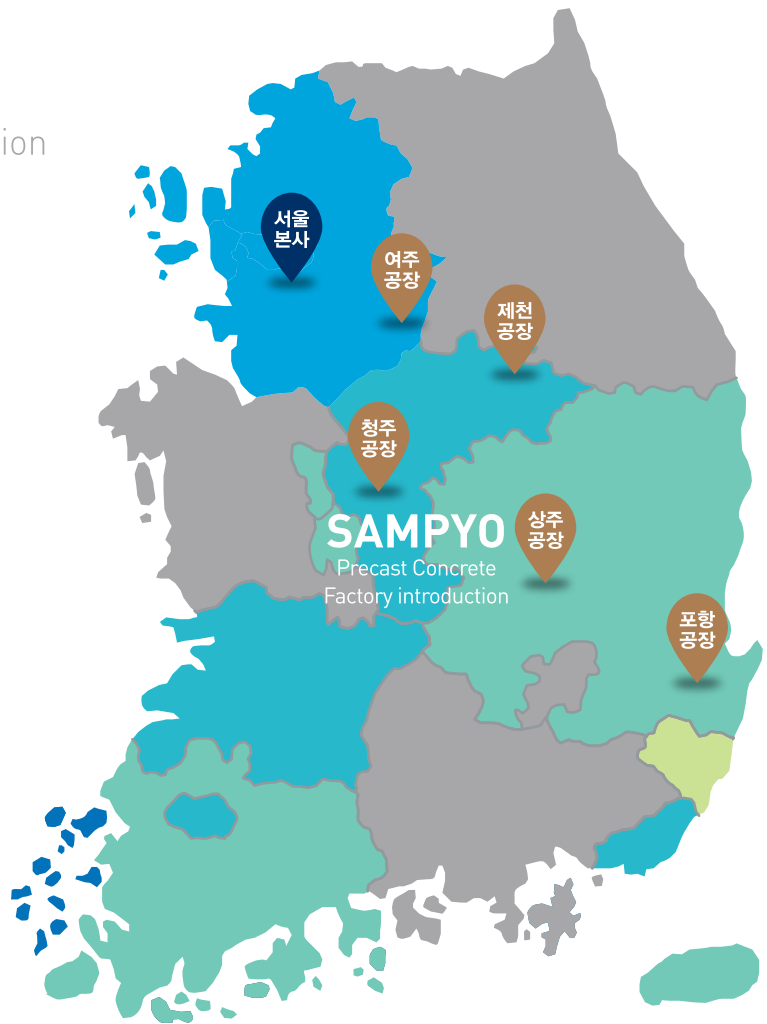 ion
서울
본사
여주
공장
제천
공장
청주
공장
SAMPYO
Precast Concrete
Factory introduction
상주
공장
포항
공장